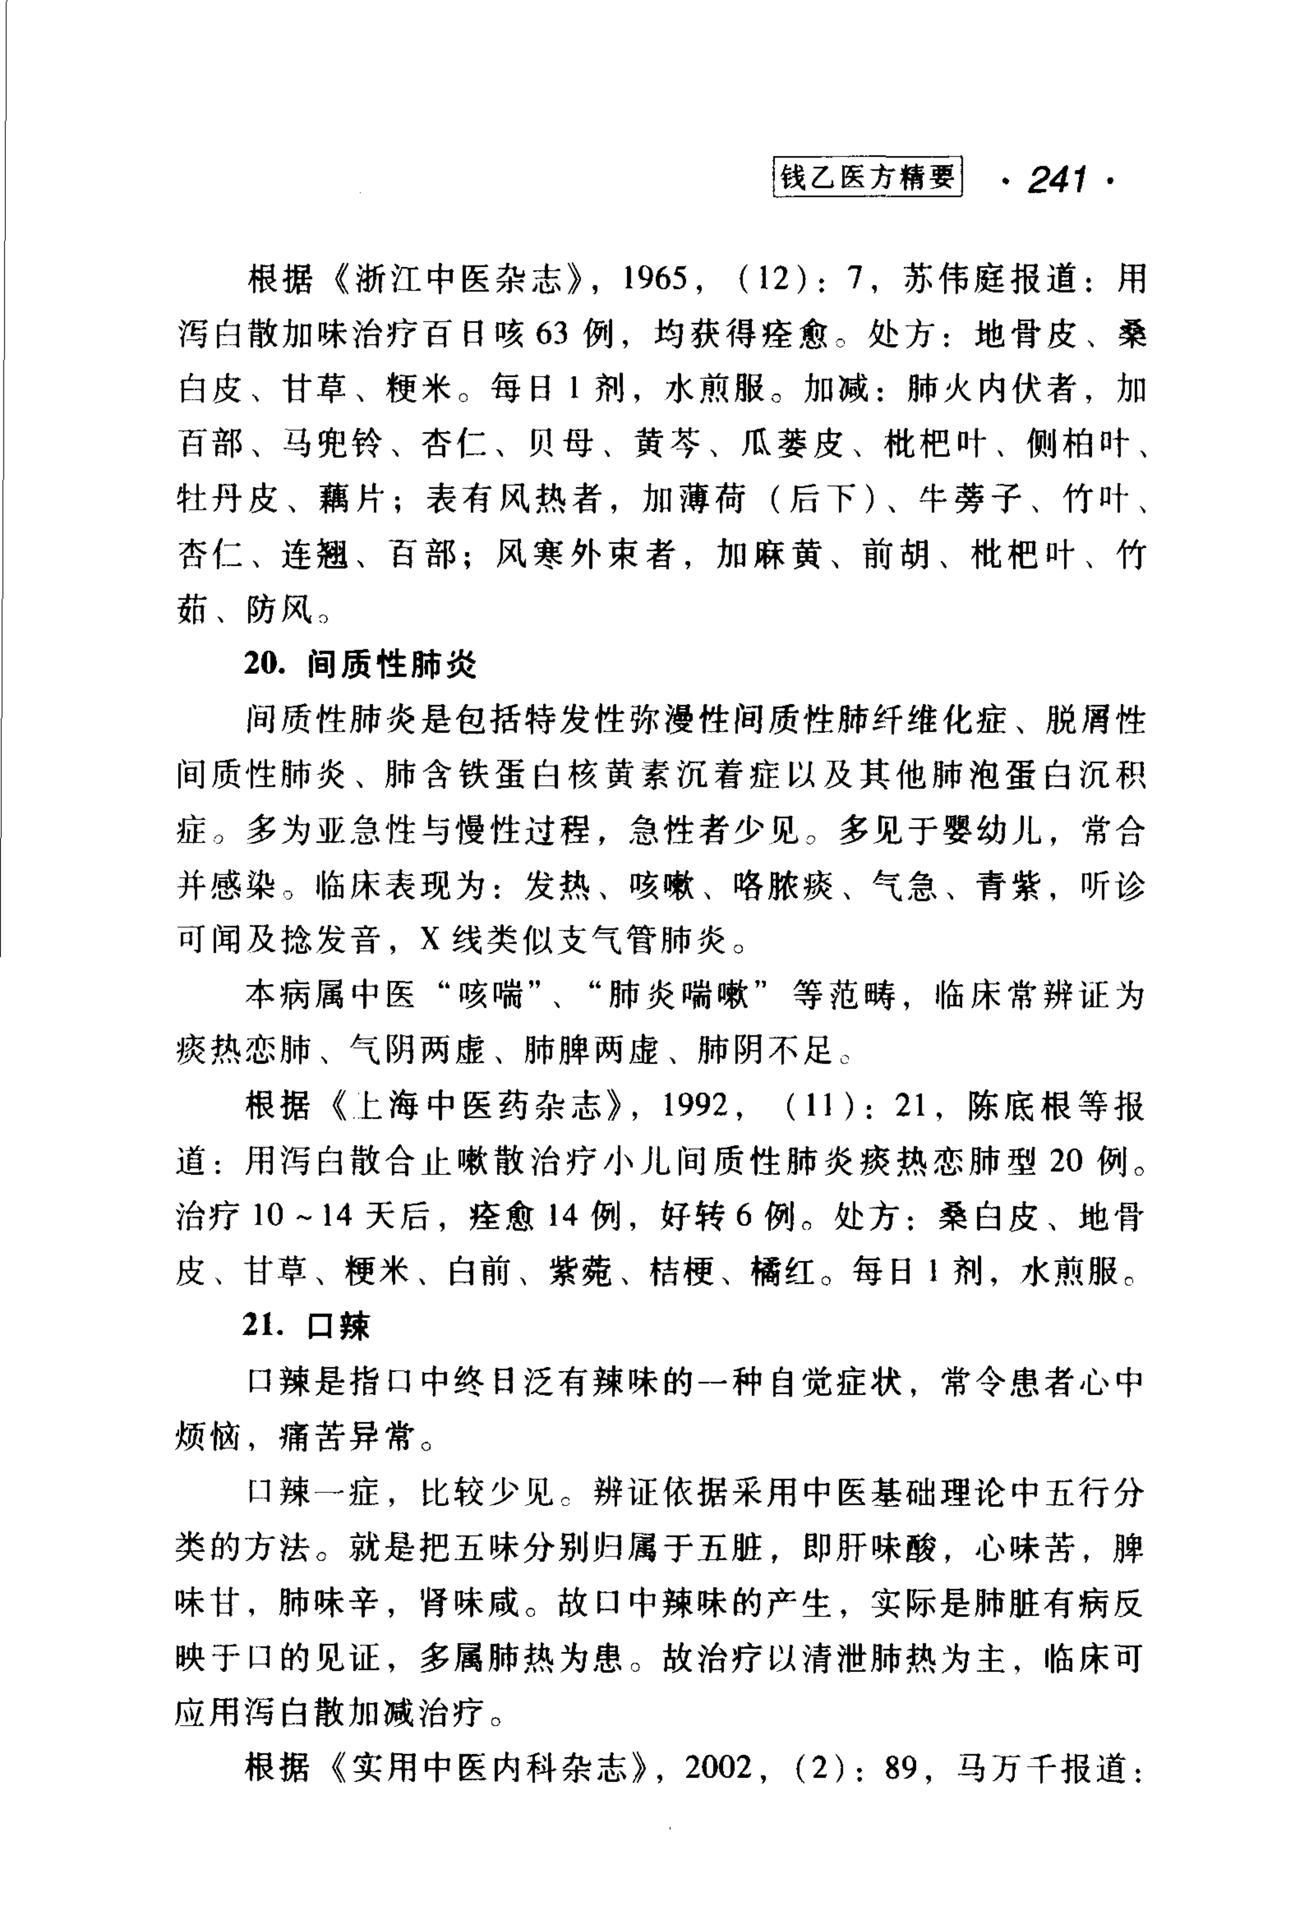 钱乙医方精要 · 241 ·
根据《浙江中医杂志》，1965，（12）：7，苏伟庭报道：用
泻白散加味治疗百日咳 63 例，均获得痊愈。处方：地骨皮、桑
白皮、甘草、粳米。每日 1 剂，水煎服。加减：肺火内伏者，加
百部、马兜铃、杏仁、贝母、黄芩、瓜蒌皮、枇杷叶、侧柏叶、
牡丹皮、藕片；表有风热者，加薄荷（后下）、牛蒡子、竹叶、
杏仁、连翘、百部；风寒外束者，加麻黄、前胡、枇杷叶、竹
茹、防风。
20. 间质性肺炎
间质性肺炎是包括特发性弥漫性间质性肺纤维化症、脱屑性
间质性肺炎、肺含铁蛋白核黄素沉着症以及其他肺泡蛋白沉积
症。多为亚急性与慢性过程，急性者少见。多见于婴幼儿，常合
并感染。临床表现为：发热、咳嗽、咯脓痰、气急、青紫，听诊
可闻及捻发音，X 线类似支气管肺炎。
本病属中医“咳喘”、“肺炎喘嗽”等范畴，临床常辨证为
痰热恋肺、气阴两虚、肺脾两虚、肺阴不足。
根据《上海中医药杂志》，1992，（11）：21，陈底根等报
道：用泻白散合止嗽散治疗小儿间质性肺炎痰热恋肺型 20 例。
治疗 10～14 天后，痊愈 14 例，好转 6 例。处方：桑白皮、地骨
皮、甘草、粳米、白前、紫菀、桔梗、橘红。每日 1 剂，水煎服。
21. 口辣
口辣是指口中终日泛有辣味的一种自觉症状，常令患者心中
烦恼，痛苦异常。
口辣一症，比较少见。辨证依据采用中医基础理论中五行分
类的方法。就是把五味分别归属于五脏，即肝味酸，心味苦，脾
味甘，肺味辛，肾味咸。故口中辣味的产生，实际是肺脏有病反
映于口的见证，多属肺热为患。故治疗以清泄肺热为主，临床可
应用泻白散加减治疗。
根据《实用中医内科杂志》，2002，（2）：89，马万千报道：